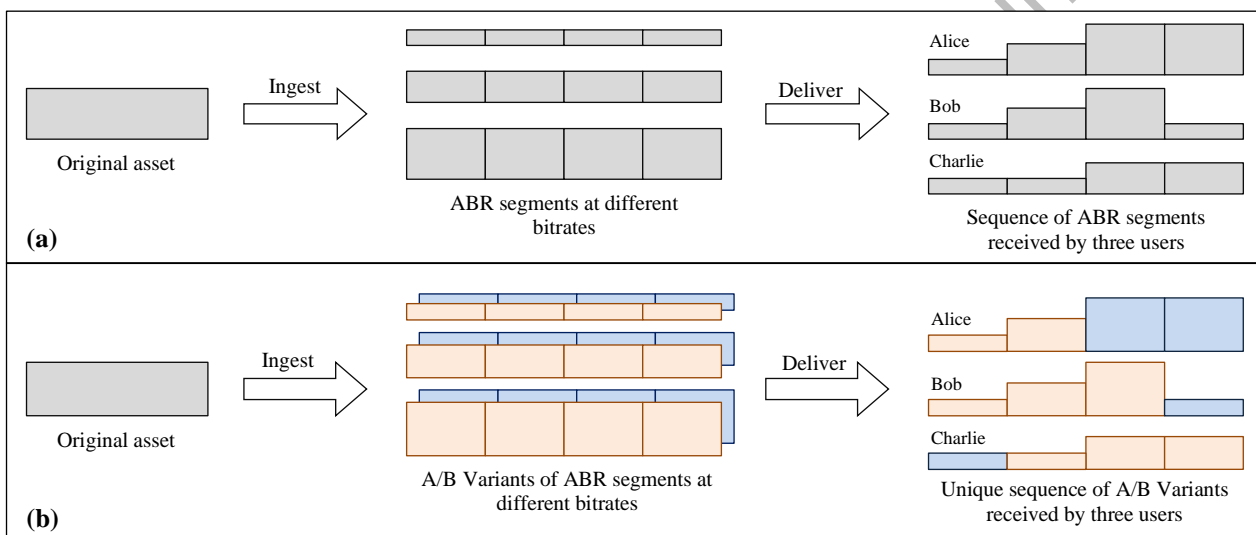 Original asset
Ingest
ABR segments at different
bitrates
Deliver
Alice
Bob
Charlie
Sequence of ABR segments
received by three users
(a)
Original asset
Ingest
A/B Variants of ABR segments at
different bitrates
Deliver
Alice
Bob
Charlie
Unique sequence of A/B Variants
received by three users
(b)